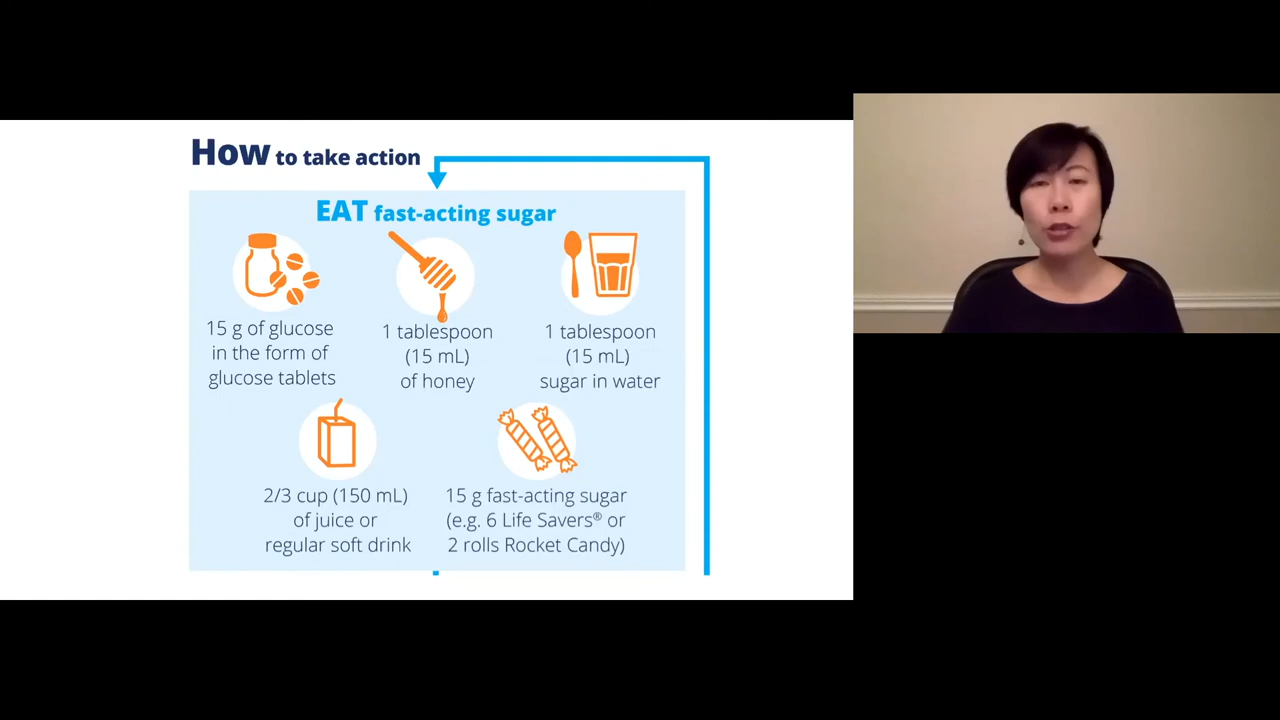 How to take action
EAT fast-acting sugar
15 g of glucose
in the form of
glucose tablets
1 tablespoon
(15 mL)
of honey
1 tablespoon
(15 mL)
sugar in water
2/3 cup (150 mL)
of juice or
regular soft drink
15 g fast-acting sugar
(e.g. 6 Life Savers® or
2 rolls Rocket Candy)